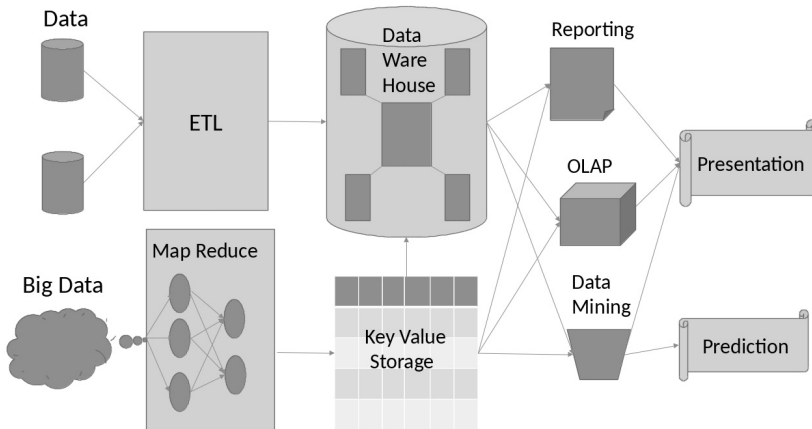 Data
ETL
Data
Ware
House
Reporting
OLAP
Presentation
Big Data
Map Reduce
Key Value
Storage
Data
Mining
Prediction